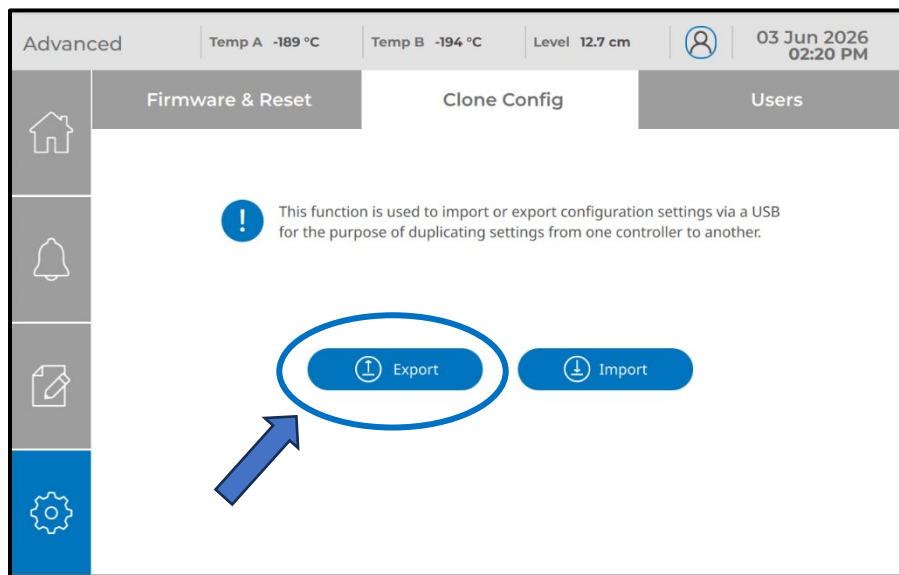 Advanced
Temp A -189 °C
Temp B -194 °C
Level 12.7 cm
03 Jun 2026
02:20 PM
Firmware & Reset
Clone Config
Users
This function is used to import or export configuration settings via a USB
for the purpose of duplicating settings from one controller to another.
Export
Import